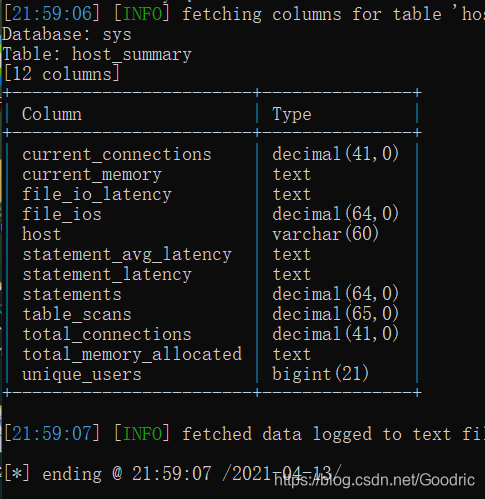 [21:59:06] [INFO] fetching columns for table 'hos
Database: sys
Table: host_summary
[12 columns]
+-------------------------+---------------+
| Column                  | Type          |
+-------------------------+---------------+
| current_connections     | decimal(41,0) |
| current_memory          | text          |
| file_io_latency         | text          |
| file_ios                | decimal(64,0) |
| host                    | varchar(60)   |
| statement_avg_latency   | text          |
| statement_latency       | text          |
| statements              | decimal(64,0) |
| table_scans             | decimal(65,0) |
| total_connections       | decimal(41,0) |
| total_memory_allocated  | text          |
| unique_users            | bigint(21)    |
+-------------------------+---------------+
[21:59:07] [INFO] fetched data logged to text fil
[*] ending @ 21:59:07 /2021-04-13/
https://blog.csdn.net/Goodric